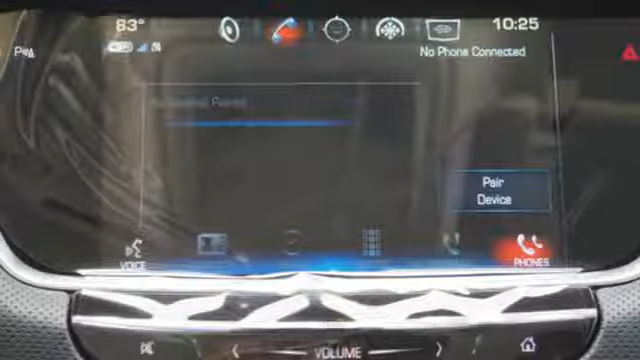 83°
10:25
No Phone Connected
Pair
Device
VOICE
PHONES
VOLUME